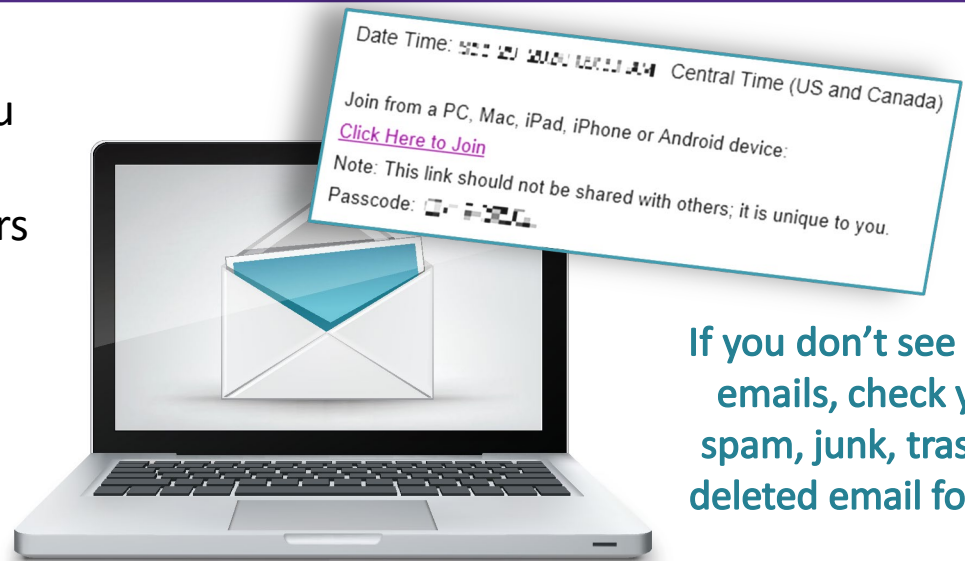 u
rs
Date Time: Central Time (US and Canada)
Join from a PC, Mac, iPad, iPhone or Android device:
Click Here to Join
Note: This link should not be shared with others; it is unique to you.
Passcode:
If you don’t see
emails, check y
spam, junk, tras
deleted email fo